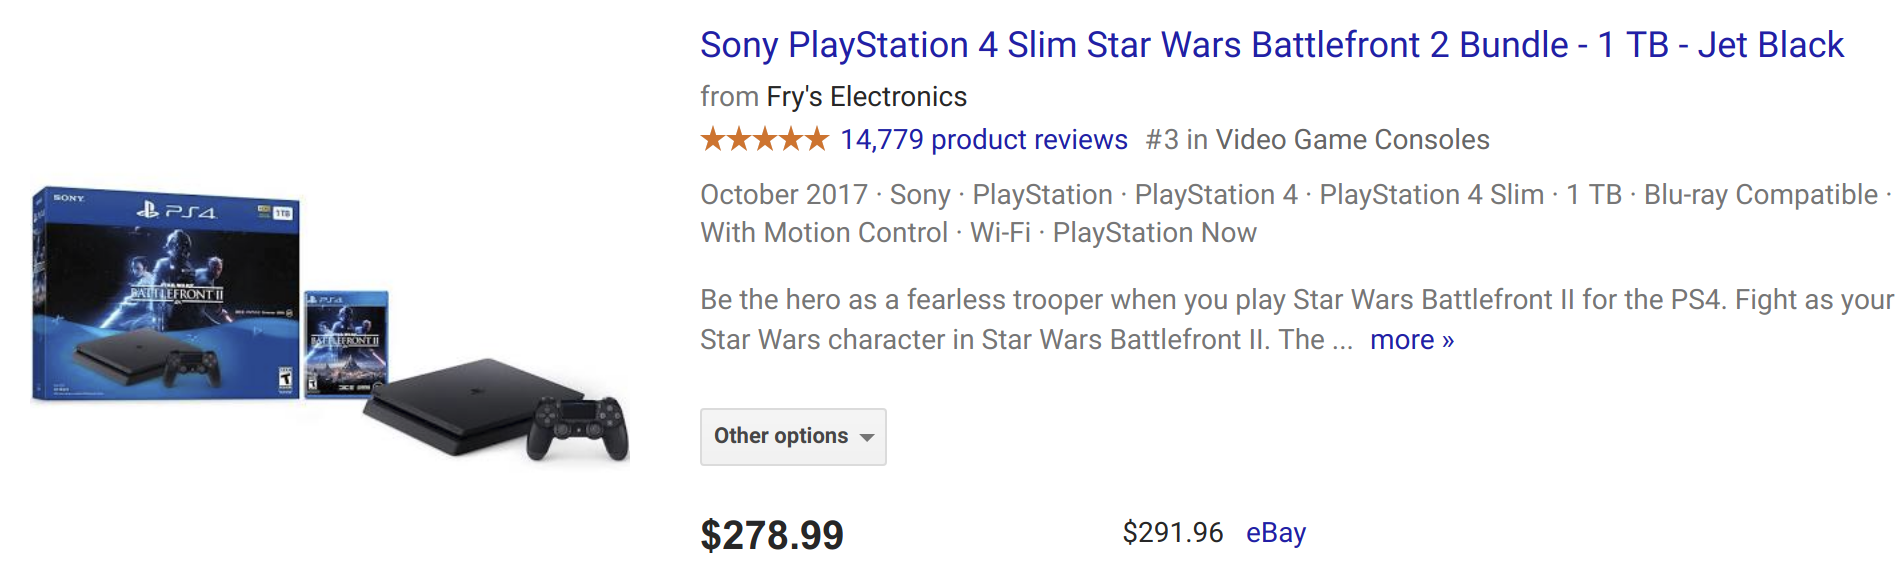 Sony PlayStation 4 Slim Star Wars Battlefront 2 Bundle - 1 TB - Jet Black
from Fry's Electronics
14,779 product reviews #3 in Video Game Consoles
October 2017 · Sony · PlayStation · PlayStation 4 · PlayStation 4 Slim · 1 TB · Blu-ray Compatible ·
With Motion Control · Wi-Fi · PlayStation Now
Be the hero as a fearless trooper when you play Star Wars Battlefront II for the PS4. Fight as your
Star Wars character in Star Wars Battlefront II. The ... more »
Other options
$278.99 $291.96 eBay
SONY
PS4 1TB
STAR WARS
BATTLEFRONT II
PS4
BATTLEFRONT II